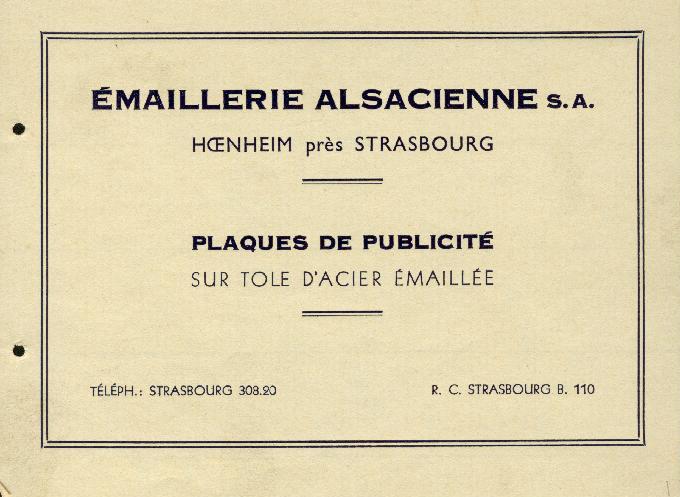 ÉMAILLERIE ALSACIENNE S.A.
HŒNHEIM près STRASBOURG
PLAQUES DE PUBLICITÉ
SUR TOLE D'ACIER ÉMAILLÉE
TÉLÉPH.: STRASBOURG 308.20
R. C. STRASBOURG B. 110